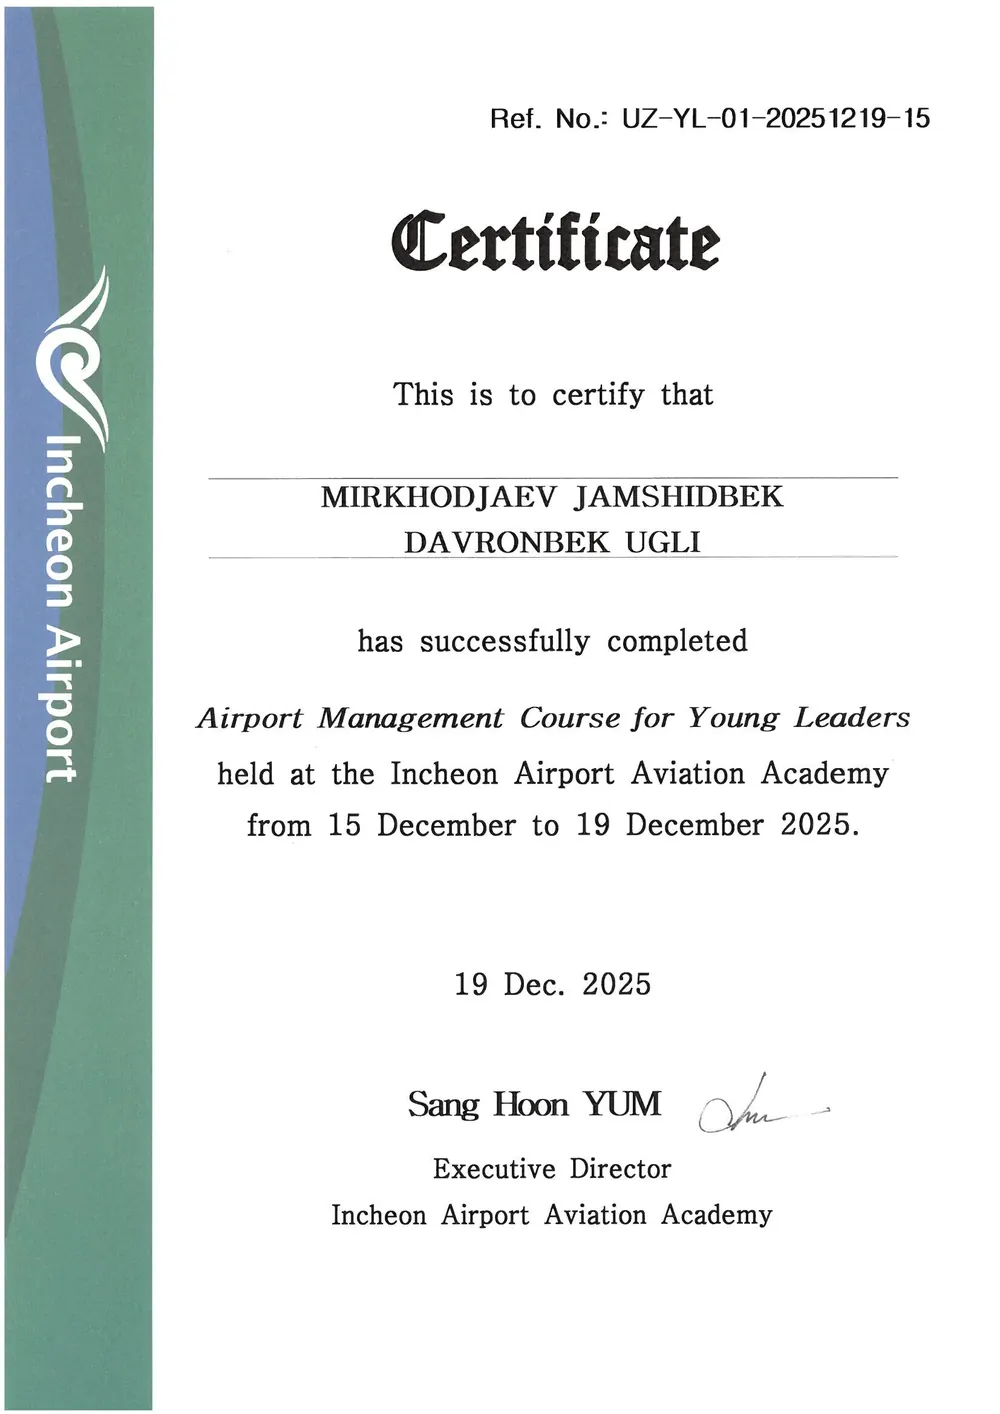 Ref. No.: UZ-YL-01-20251219-15
Certificate
This is to certify that
MIRKHODJAEV JAMSHIDBEK
DAVRONBEK UGLI
has successfully completed
Airport Management Course for Young Leaders
held at the Incheon Airport Aviation Academy
from 15 December to 19 December 2025.
19 Dec. 2025
Sang Hoon YUM
Executive Director
Incheon Airport Aviation Academy
Incheon Airport